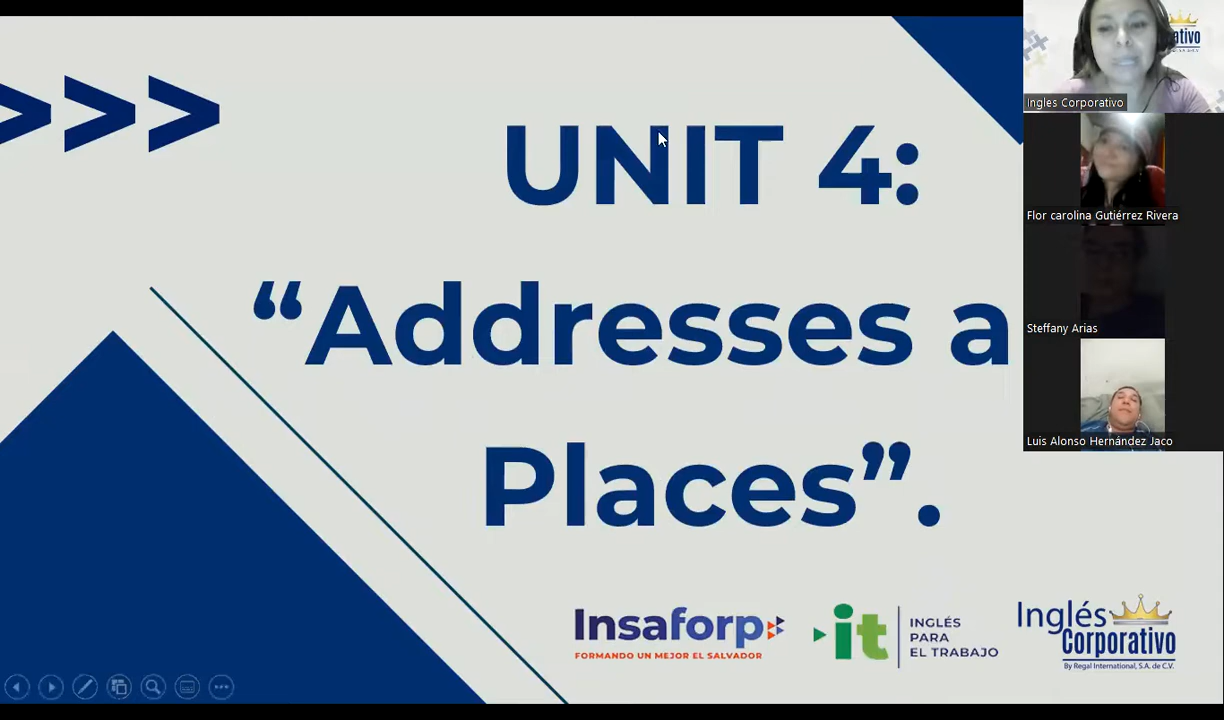 >>>
UNIT 4:
“Addresses a
Places”.
Insaforp
FORMANDO UN MEJOR EL SALVADOR
it
INGLÉS
PARA
EL TRABAJO
Inglés
Corporativo
By Regal International, S.A. de C.V.
Ingles Corporativo
Flor carolina Gutiérrez Rivera
Steffany Arias
Luis Alonso Hernández Jaco